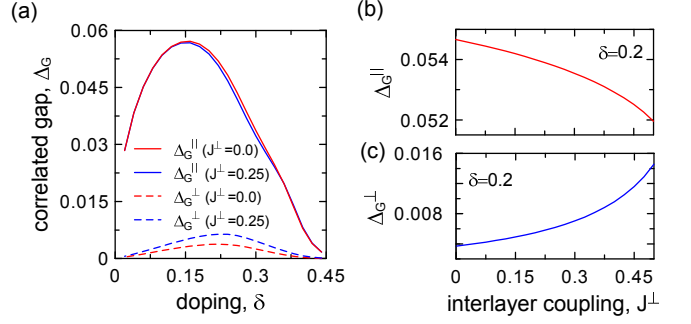 (a)
correlated gap, Δ_G
0.06
0.045
0.03
0.015
0
Δ_G^|| (J^⊥=0.0)
Δ_G^|| (J^⊥=0.25)
Δ_G^⊥ (J^⊥=0.0)
Δ_G^⊥ (J^⊥=0.25)
0 0.15 0.3 0.45
doping, δ
(b)
Δ_G^||
0.054
0.052
δ=0.2
(c)
Δ_G^⊥
0.016
0.008
δ=0.2
0 0.15 0.30 0.45
interlayer coupling, J^⊥